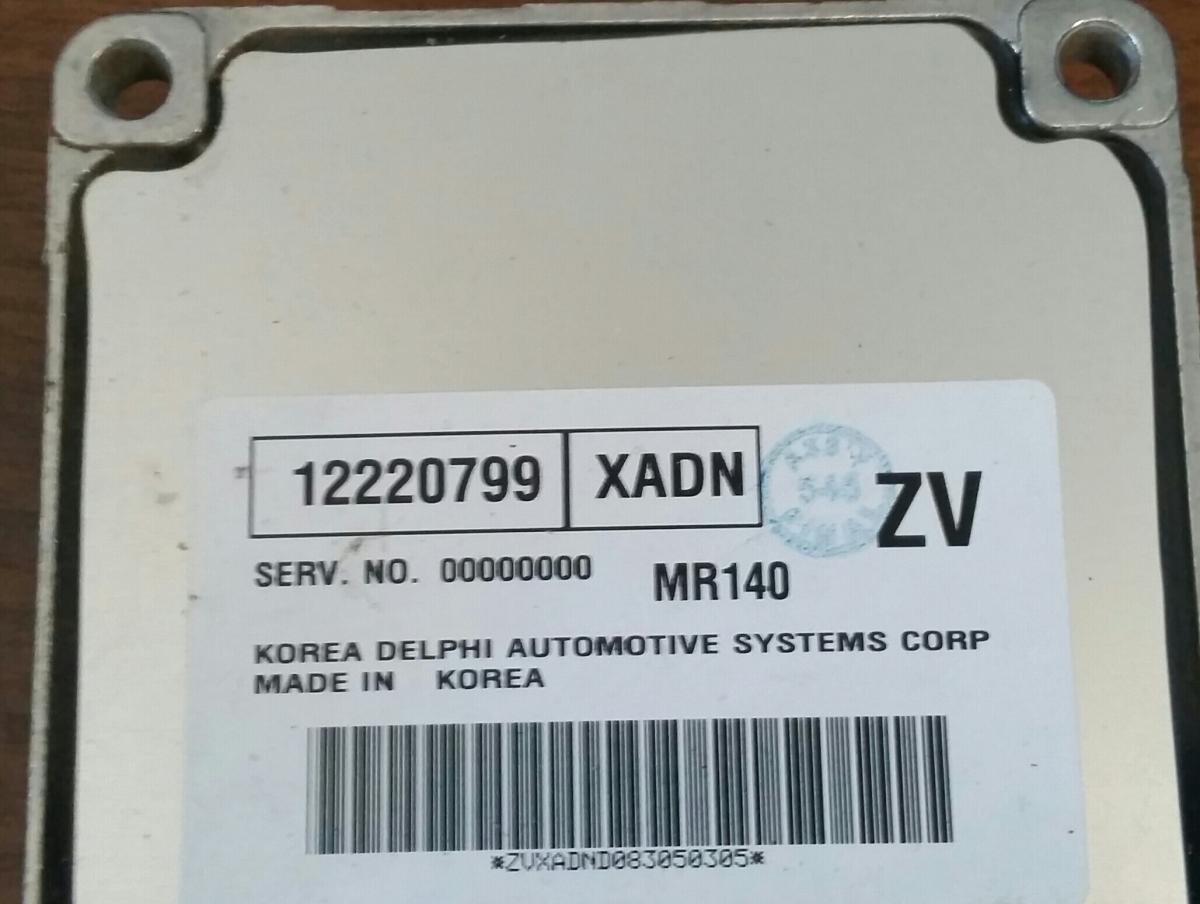 12220799 XADN
ZV
SERV. NO. 00000000 MR140
KOREA DELPHI AUTOMOTIVE SYSTEMS CORP
MADE IN KOREA
*ZVXADND083050305*